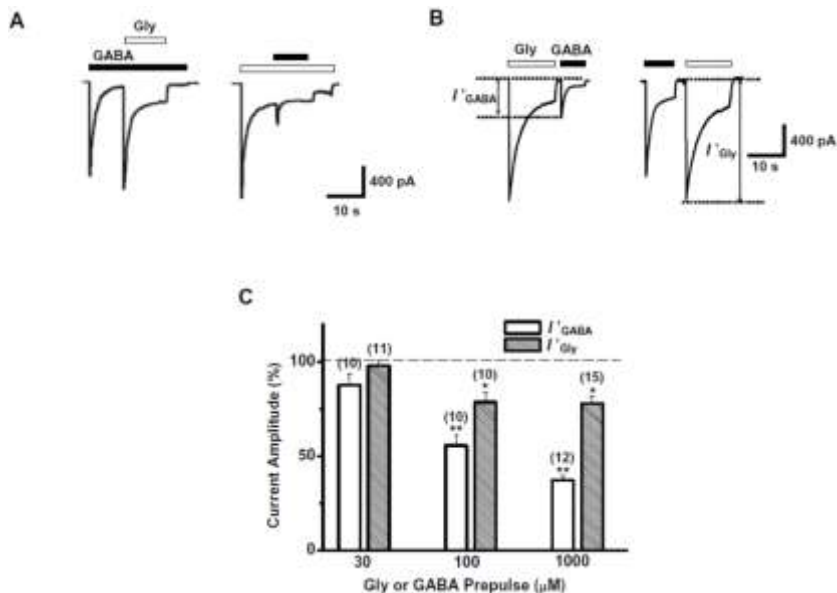 A
Gly
GABA
400 pA
10 s
B
Gly GABA
I'GABA
I'Gly
400 pA
10 s
C
I'GABA
I'Gly
Current Amplitude (%)
100
50
0
(10)
(11)
(10)
**
(10)
*
(12)
**
(15)
*
30 100 1000
Gly or GABA Prepulse (μM)